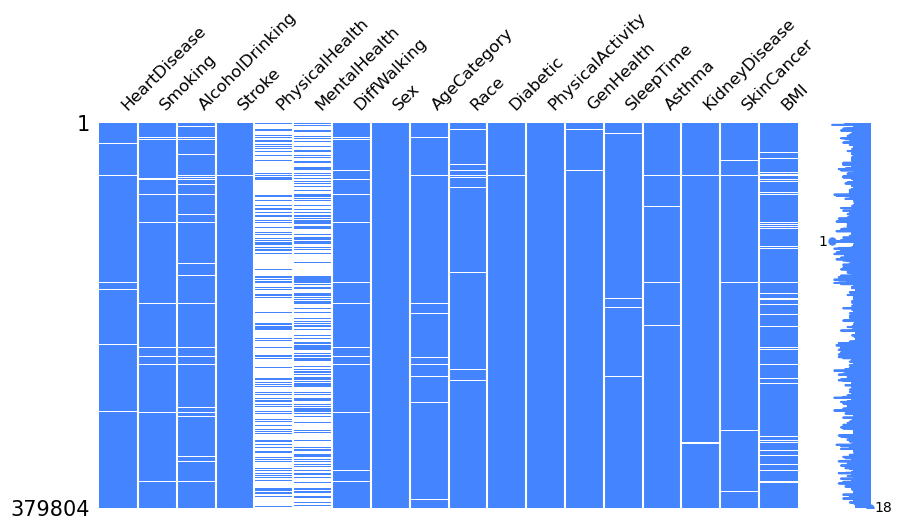 HeartDisease
Smoking
AlcoholDrinking
Stroke
PhysicalHealth
MentalHealth
DiffWalking
Sex
AgeCategory
Race
Diabetic
PhysicalActivity
GenHealth
SleepTime
Asthma
KidneyDisease
SkinCancer
BMI
1
1
379804
18